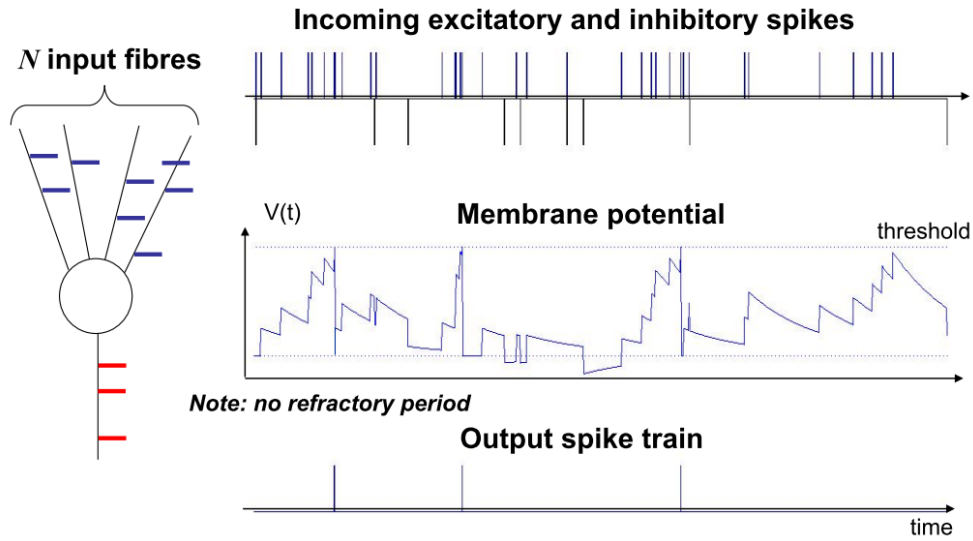 Incoming excitatory and inhibitory spikes
N input fibres
V(t)
Membrane potential
threshold
Note: no refractory period
Output spike train
time